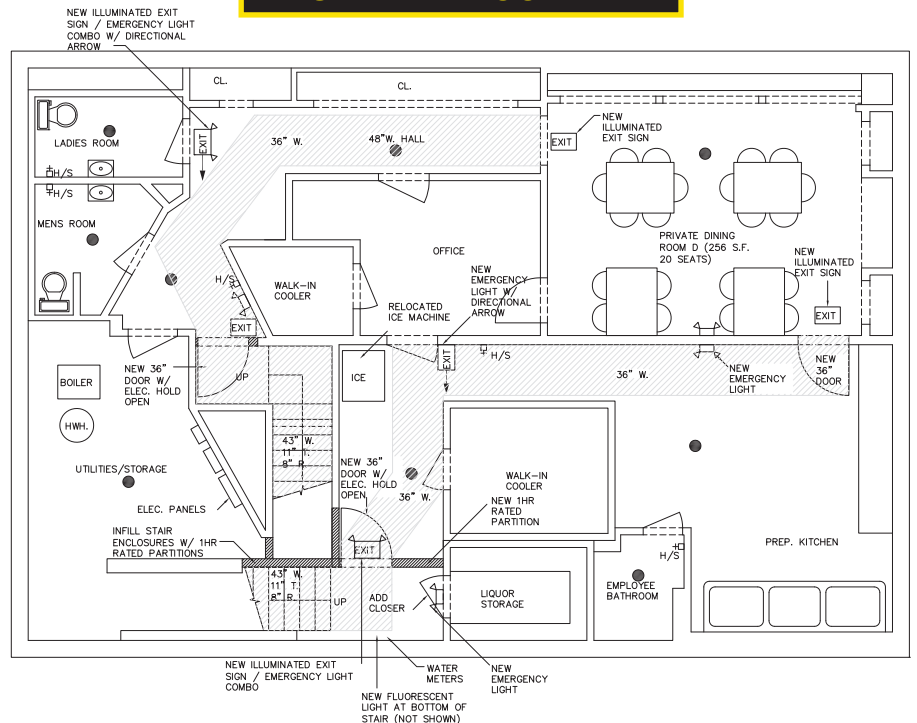 NEW ILLUMINATED EXIT
SIGN / EMERGENCY LIGHT
COMBO W/ DIRECTIONAL
ARROW
CL.
CL.
LADIES ROOM
EXIT
36" W.
48"W. HALL
EXIT
NEW
ILLUMINATED
EXIT SIGN
H/S
H/S
MENS ROOM
OFFICE
PRIVATE DINING
ROOM D (256 S.F.
20 SEATS)
NEW
ILLUMINATED
EXIT SIGN
H/S
WALK-IN
COOLER
NEW
EMERGENCY
LIGHT W/
DIRECTIONAL
ARROW
RELOCATED
ICE MACHINE
EXIT
EXIT
EXIT
H/S
NEW 36"
DOOR W/
ELEC. HOLD
OPEN
UP
ICE
36" W.
NEW
EMERGENCY
LIGHT
NEW
36"
DOOR
BOILER
HWH.
43" W.
11" T.
8" R.
NEW 36"
DOOR W/
ELEC. HOLD
OPEN
36" W.
WALK-IN
COOLER
UTILITIES/STORAGE
ELEC. PANELS
NEW 1HR
RATED
PARTITION
INFILL STAIR
ENCLOSURES W/ 1HR
RATED PARTITIONS
EXIT
PREP. KITCHEN
H/S
43" W.
11" T.
8" R.
UP
ADD
CLOSER
LIQUOR
STORAGE
EMPLOYEE
BATHROOM
NEW ILLUMINATED EXIT
SIGN / EMERGENCY LIGHT
COMBO
WATER
METERS
NEW
EMERGENCY
LIGHT
NEW FLUORESCENT
LIGHT AT BOTTOM OF
STAIR (NOT SHOWN)